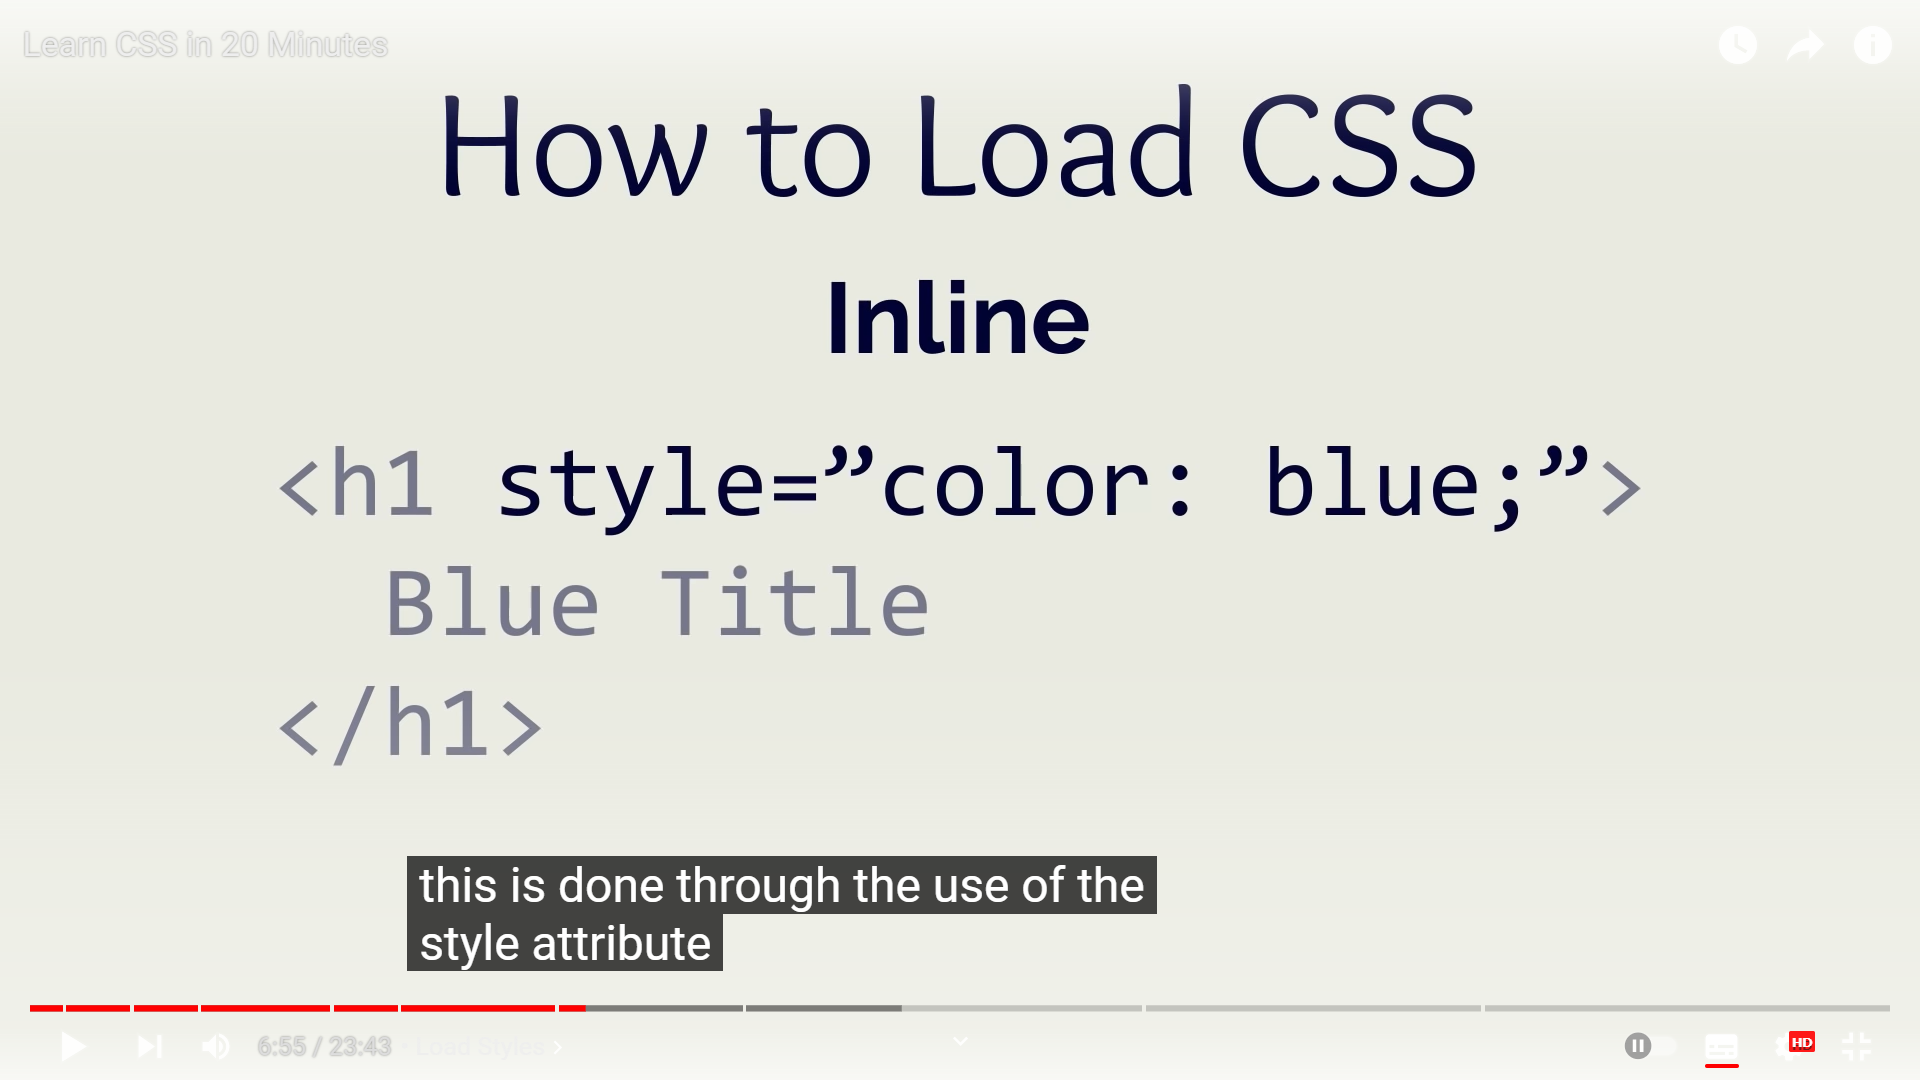 Learn CSS in 20 Minutes
How to Load CSS
Inline
<h1 style=”color: blue;”>
Blue Title
</h1>
this is done through the use of the
style attribute
6:55 / 23:43 • Load Styles
HD